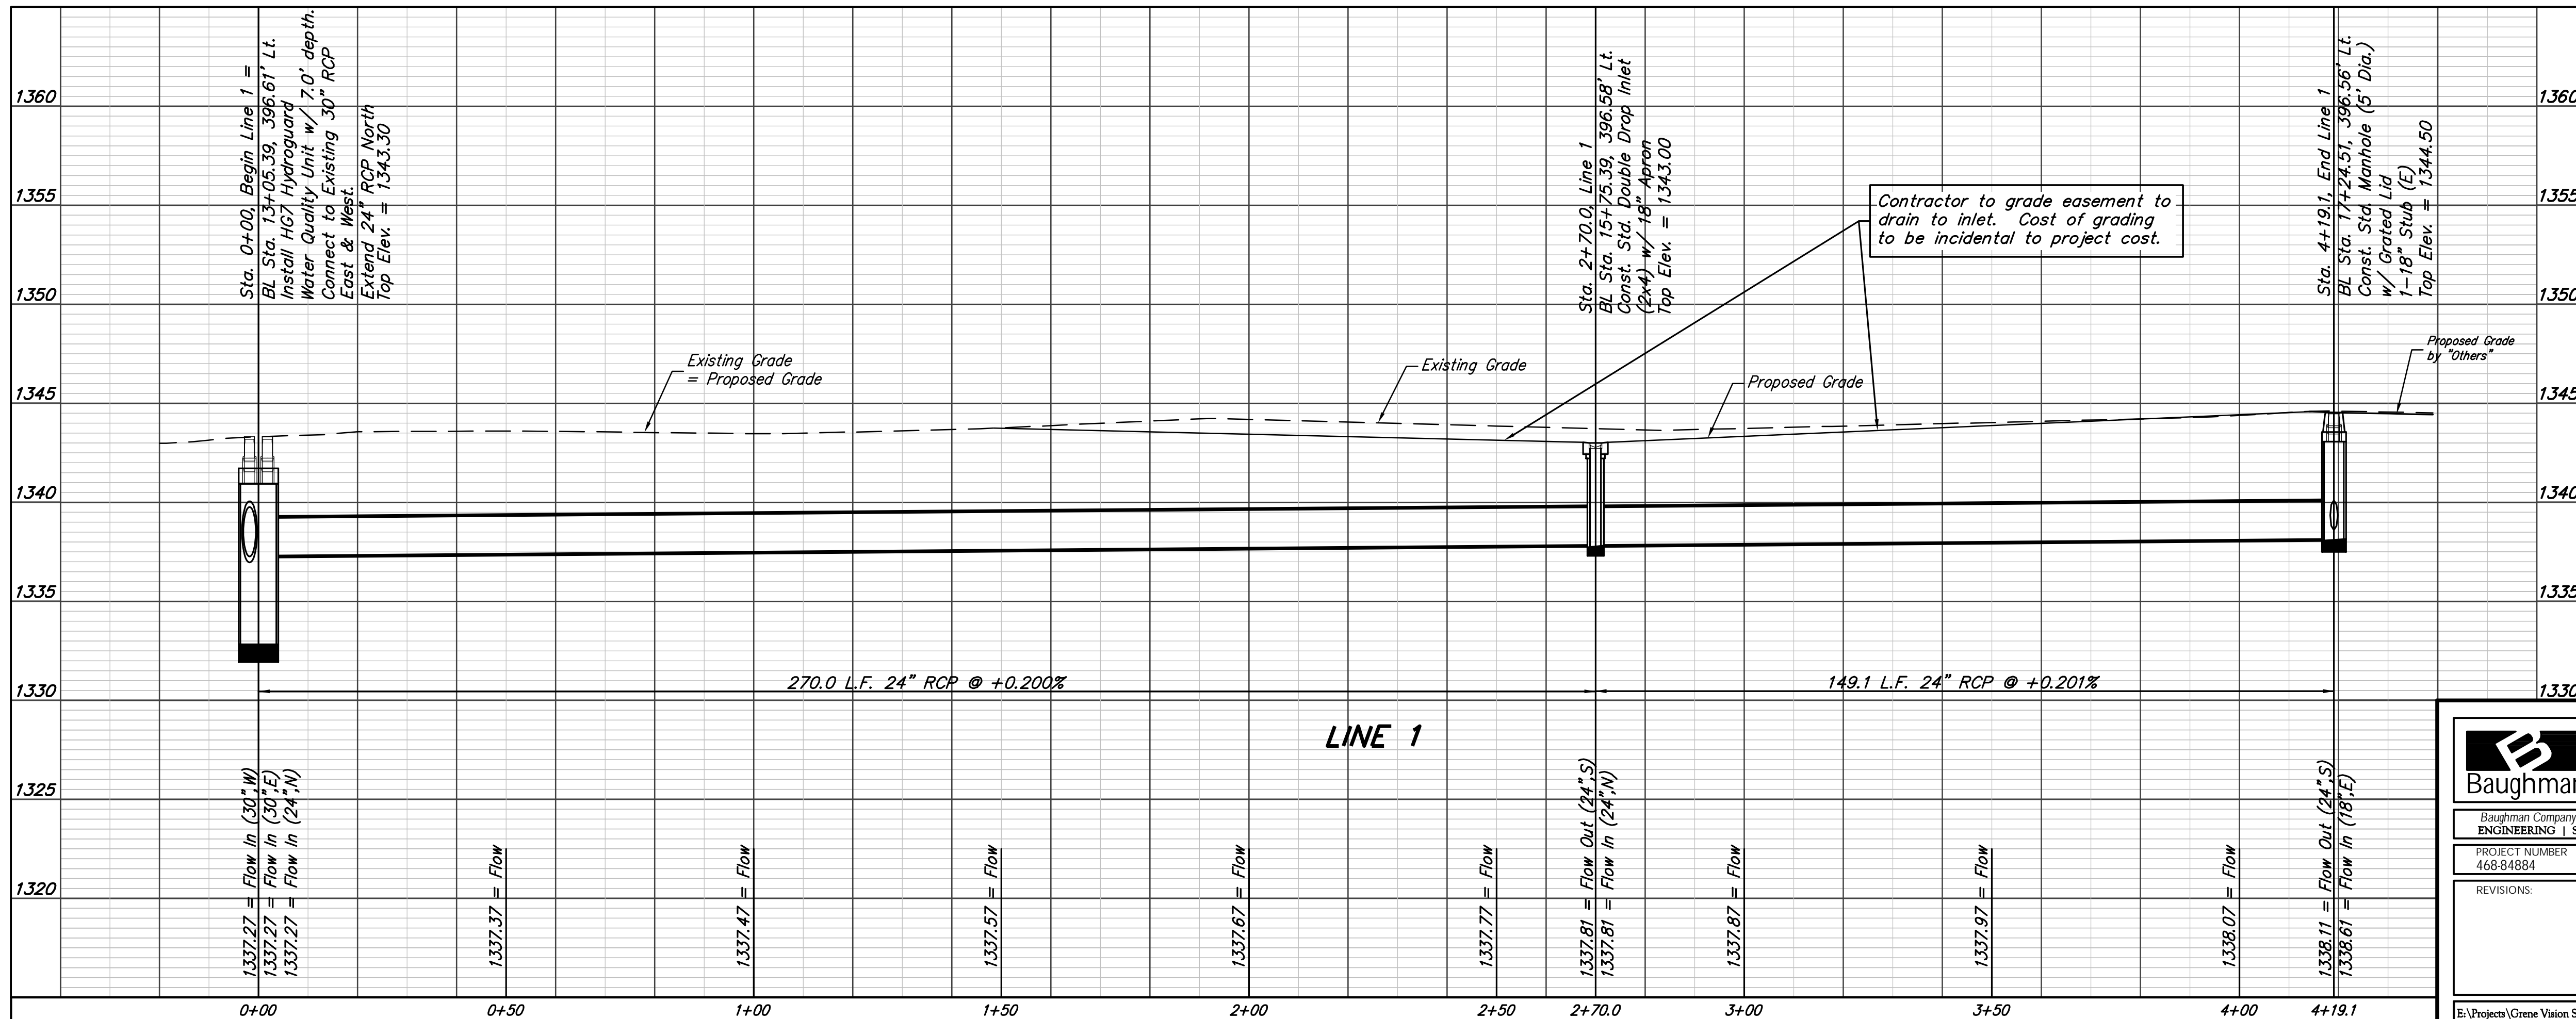 Sta. 0+00, Begin Line 1 =
BL Sta. 13+05.39, 396.61' Lt.
Install HG7 Hydroguard
Water Quality Unit w/ 7.0' depth.
Connect to Existing 30" RCP
East & West.
Extend 24" RCP North
Top Elev. = 1343.30
Sta. 2+70.0, Line 1
BL Sta. 15+75.39, 396.58' Lt.
Const. Std. Double Drop Inlet
(2x4) w/ 18" Apron
Top Elev. = 1343.00
Sta. 4+19.1, End Line 1
BL Sta. 17+24.51, 396.56' Lt.
Const. Std. Manhole (5' Dia.)
w/ Grated Lid
1-18" Stub (E)
Top Elev. = 1344.50
Contractor to grade easement to
drain to inlet. Cost of grading
to be incidental to project cost.
1360
1355
1350
1345
1340
1335
1330
1325
1320
1360
1355
1350
1345
1340
1335
1330
Existing Grade
= Proposed Grade
Existing Grade
Proposed Grade
Proposed Grade
by "Others"
270.0 L.F. 24" RCP @ +0.200%
149.1 L.F. 24" RCP @ +0.201%
LINE 1
1337.27 = Flow In (30",W)
1337.27 = Flow In (30",E)
1337.27 = Flow In (24",N)
1337.37 = Flow
1337.47 = Flow
1337.57 = Flow
1337.67 = Flow
1337.77 = Flow
1337.81 = Flow Out (24",S)
1337.81 = Flow In (24",N)
1337.87 = Flow
1337.97 = Flow
1338.07 = Flow
1338.11 = Flow Out (24",S)
1338.61 = Flow In (18",E)
0+00
0+50
1+00
1+50
2+00
2+50
2+70.0
3+00
3+50
4+00
4+19.1
Baughman
Baughman Company
ENGINEERING | S
PROJECT NUMBER
468-84884
REVISIONS:
E:\Projects\Grene Vision S